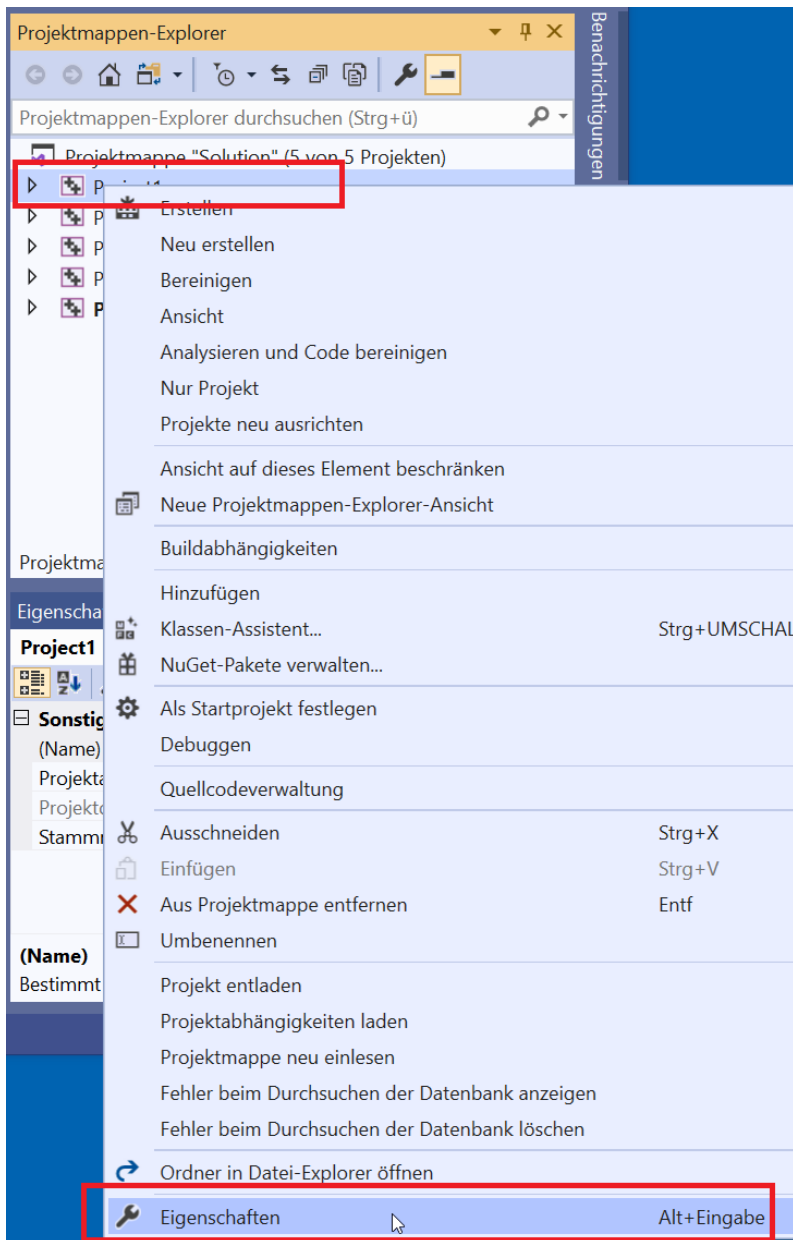 Projektmappen-Explorer
Benachrichtigungen
Projektmappen-Explorer durchsuchen (Strg+ü)
Projektmappe "Solution" (5 von 5 Projekten)
Project1
P
P
P
P
Erstellen
Neu erstellen
Bereinigen
Ansicht
Analysieren und Code bereinigen
Nur Projekt
Projekte neu ausrichten
Ansicht auf dieses Element beschränken
Neue Projektmappen-Explorer-Ansicht
Buildabhängigkeiten
Hinzufügen
Klassen-Assistent... Strg+UMSCHAL
NuGet-Pakete verwalten...
Als Startprojekt festlegen
Debuggen
Quellcodeverwaltung
Ausschneiden Strg+X
Einfügen Strg+V
Aus Projektmappe entfernen Entf
Umbenennen
Projekt entladen
Projektabhängigkeiten laden
Projektmappe neu einlesen
Fehler beim Durchsuchen der Datenbank anzeigen
Fehler beim Durchsuchen der Datenbank löschen
Ordner in Datei-Explorer öffnen
Eigenschaften Alt+Eingabe
Projektma
Eigenscha
Project1
Sonstig
(Name)
Projekta
Projekto
Stammr
(Name)
Bestimmt